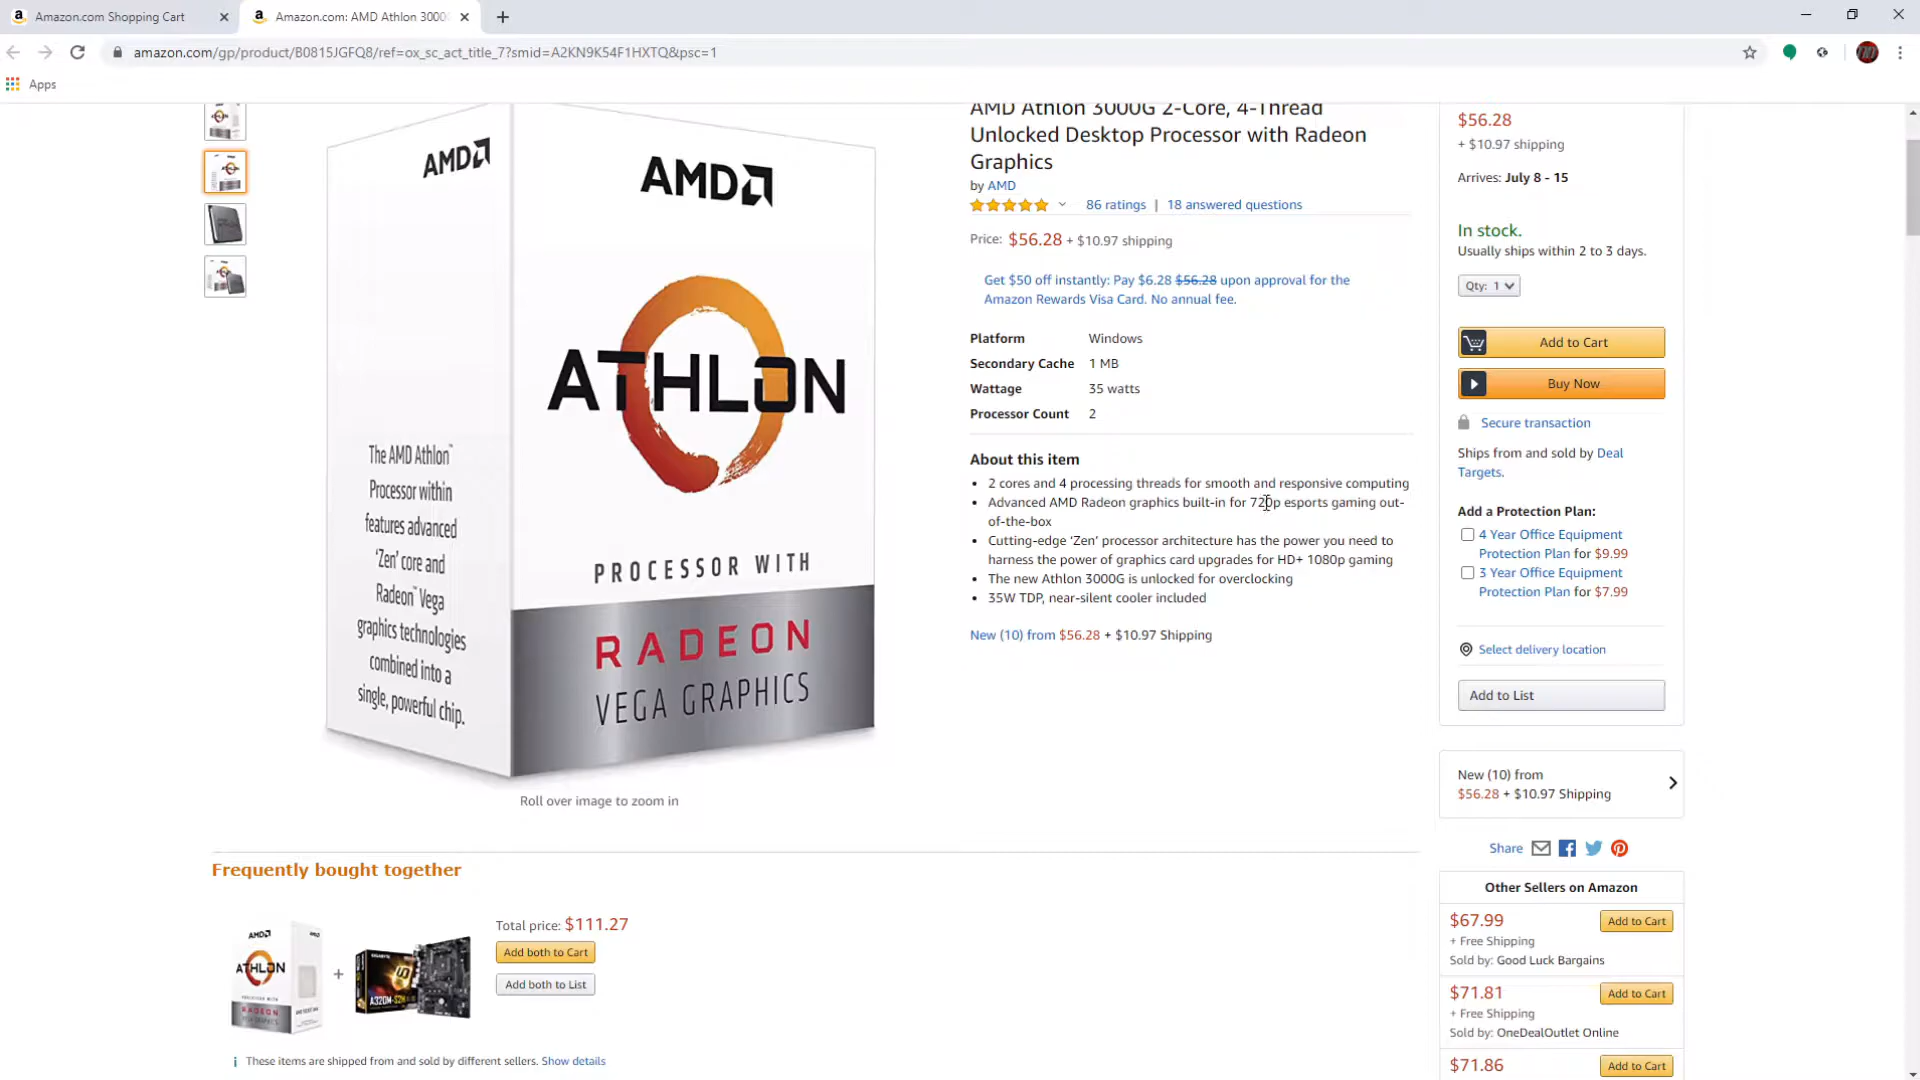 Amazon.com Shopping Cart
Amazon.com: AMD Athlon 3000
amazon.com/gp/product/B0815JGFQ8/ref=ox_sc_act_title_7?smid=A2KN9K54F1HXTQ&psc=1
Apps
AMD
AMD
ATHLON
The AMD Athlon™
Processor within
features advanced
'Zen' core and
Radeon™ Vega
graphics technologies
combined into a
single, powerful chip.
PROCESSOR WITH
RADEON
VEGA GRAPHICS
Roll over image to zoom in
AMD Athlon 3000G 2-Core, 4-Thread
Unlocked Desktop Processor with Radeon
Graphics
by AMD
86 ratings | 18 answered questions
Price: $56.28 + $10.97 shipping
Get $50 off instantly: Pay $6.28 $56.28 upon approval for the
Amazon Rewards Visa Card. No annual fee.
Platform Windows
Secondary Cache 1 MB
Wattage 35 watts
Processor Count 2
About this item
• 2 cores and 4 processing threads for smooth and responsive computing
• Advanced AMD Radeon graphics built-in for 720p esports gaming out-
of-the-box
• Cutting-edge ‘Zen’ processor architecture has the power you need to
harness the power of graphics card upgrades for HD+ 1080p gaming
• The new Athlon 3000G is unlocked for overclocking
• 35W TDP, near-silent cooler included
New (10) from $56.28 + $10.97 Shipping
$56.28
+ $10.97 shipping
Arrives: July 8 - 15
In stock.
Usually ships within 2 to 3 days.
Qty: 1
Add to Cart
Buy Now
Secure transaction
Ships from and sold by Deal
Targets.
Add a Protection Plan:
4 Year Office Equipment
Protection Plan for $9.99
3 Year Office Equipment
Protection Plan for $7.99
Select delivery location
Add to List
New (10) from
$56.28 + $10.97 Shipping
Share
Other Sellers on Amazon
$67.99
Add to Cart
+ Free Shipping
Sold by: Good Luck Bargains
$71.81
Add to Cart
+ Free Shipping
Sold by: OneDealOutlet Online
$71.86
Add to Cart
Frequently bought together
AMD
ATHLON
RADEON
+
A320M-S2H
Total price: $111.27
Add both to Cart
Add both to List
i These items are shipped from and sold by different sellers. Show details